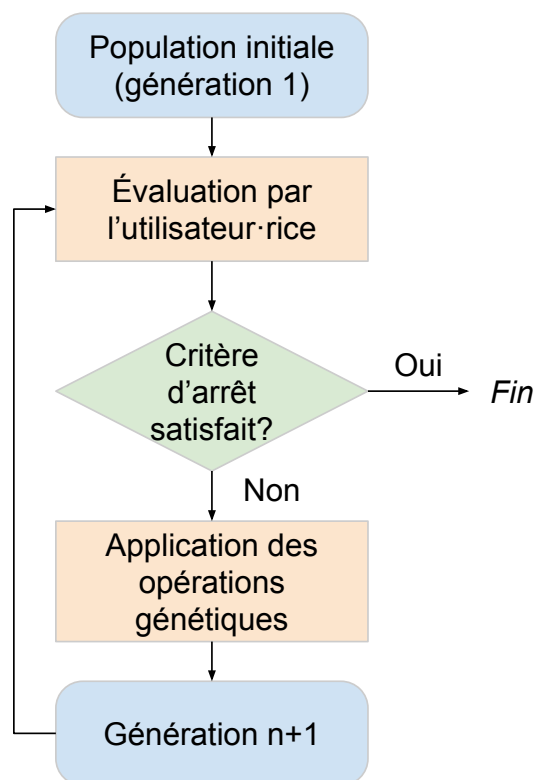 Population initiale
(génération 1)
Évaluation par
l’utilisateur·rice
Critère
d’arrêt
satisfait?
Oui
Fin
Non
Application des
opérations
génétiques
Génération n+1